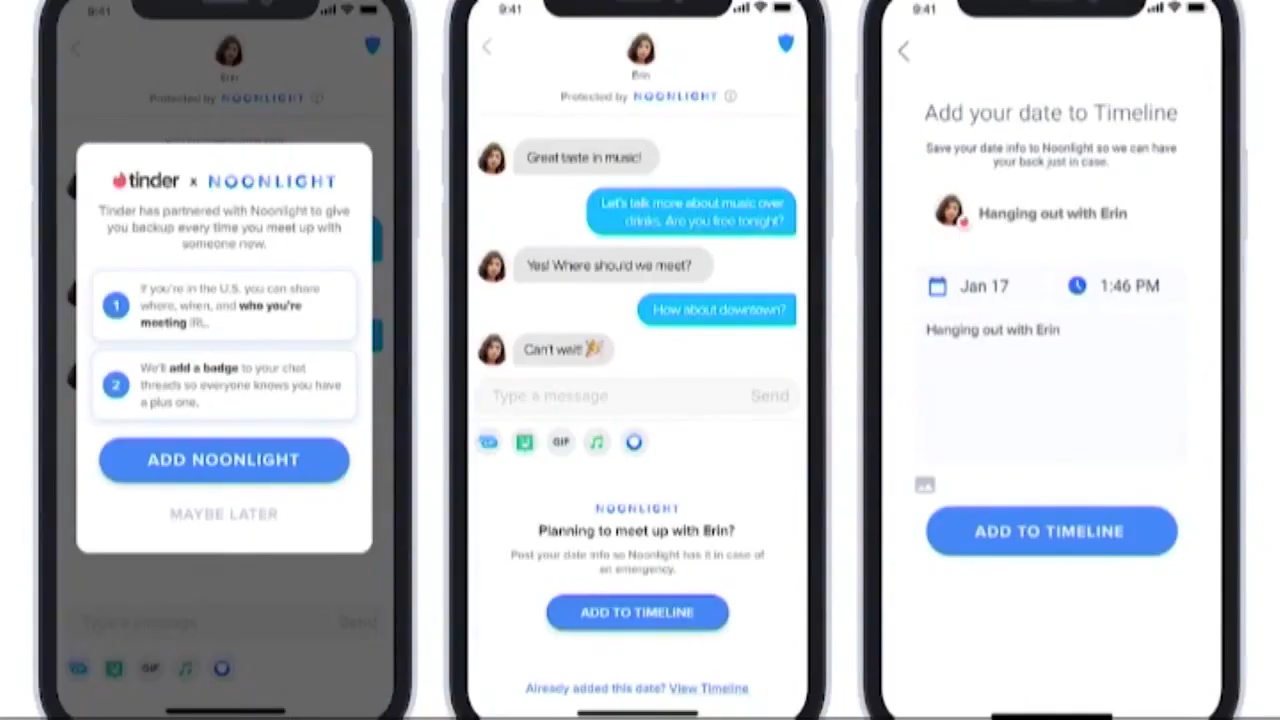 9:41
Erin
Protected by NOONLIGHT
tinder x NOONLIGHT
Tinder has partnered with Noonlight to give
you backup every time you meet up with
someone new.
1
If you're in the U.S. you can share
where, when, and who you're
meeting IRL.
2
We'll add a badge to your chat
threads so everyone knows you have
a plus one.
ADD NOONLIGHT
MAYBE LATER
Type a message
Send
GIF
9:41
Erin
Protected by NOONLIGHT
Great taste in music!
Let's talk more about music over
drinks. Are you free tonight?
Yes! Where should we meet?
How about downtown?
Can't wait!
Type a message
Send
GIF
NOONLIGHT
Planning to meet up with Erin?
Post your date info so Noonlight has it in case of
an emergency.
ADD TO TIMELINE
Already added this date? View Timeline
9:41
Add your date to Timeline
Save your date info to Noonlight so we can have
your back just in case.
Hanging out with Erin
Jan 17
1:46 PM
Hanging out with Erin
ADD TO TIMELINE